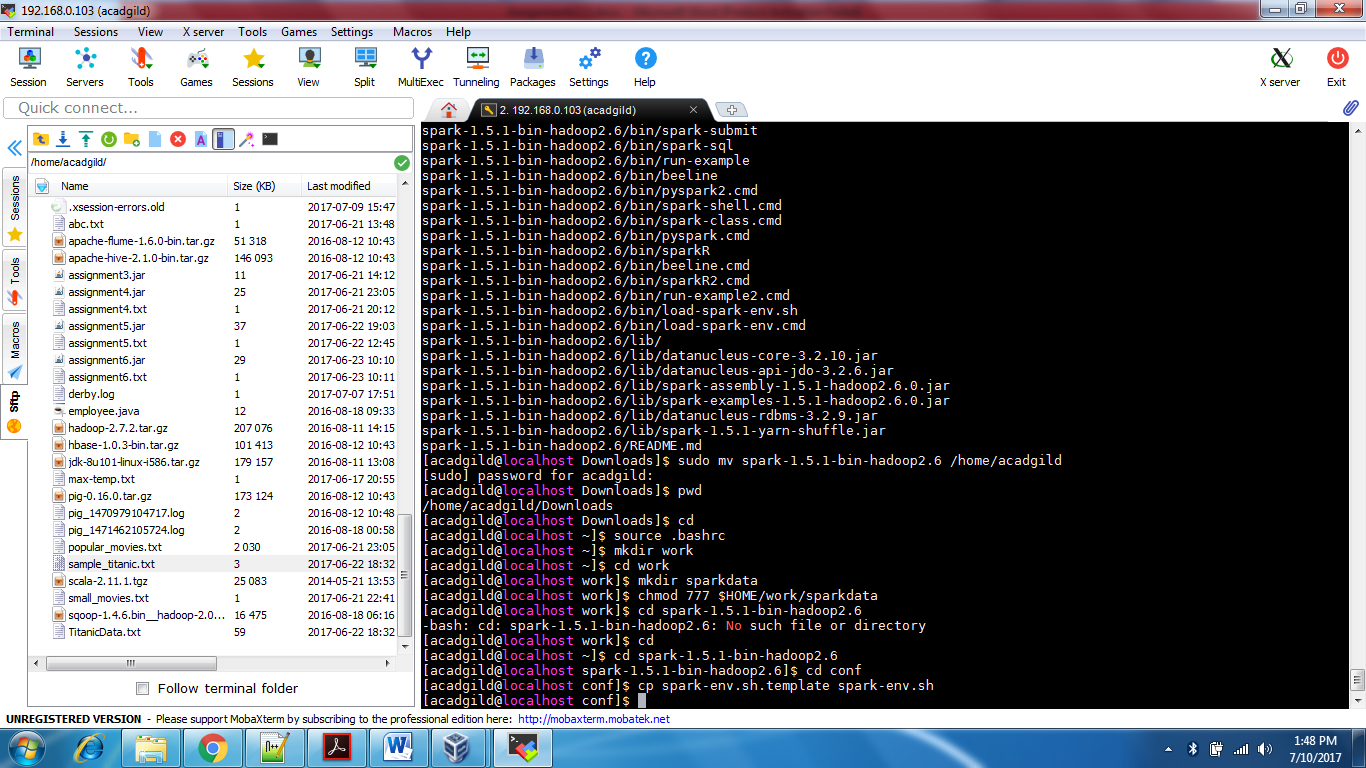 192.168.0.103 (acadgild)
Terminal Sessions View X server Tools Games Settings Macros Help
Session Servers Tools Games Sessions View Split MultiExec Tunneling Packages Settings Help X server Exit
Quick connect...
2. 192.168.0.103 (acadgild)
/home/acadgild/
Sessions
Tools
Macros
Sftp
Name Size (KB) Last modified
.xsession-errors.old 1 2017-07-09 15:47
abc.txt 1 2017-06-21 13:48
apache-flume-1.6.0-bin.tar.gz 51 318 2016-08-12 10:43
apache-hive-2.1.0-bin.tar.gz 146 093 2016-08-12 10:43
assignment3.jar 11 2017-06-21 14:12
assignment4.jar 25 2017-06-21 23:05
assignment4.txt 1 2017-06-21 20:12
assignment5.jar 37 2017-06-22 19:03
assignment5.txt 1 2017-06-22 12:45
assignment6.jar 29 2017-06-23 10:10
assignment6.txt 1 2017-06-23 10:11
derby.log 1 2017-07-07 17:51
employee.java 12 2016-08-18 09:33
hadoop-2.7.2.tar.gz 207 076 2016-08-11 14:15
hbase-1.0.3-bin.tar.gz 101 413 2016-08-12 10:43
jdk-8u101-linux-i586.tar.gz 179 157 2016-08-11 13:08
max-temp.txt 1 2017-06-17 20:55
pig-0.16.0.tar.gz 173 124 2016-08-12 10:43
pig_1470979104717.log 2 2016-08-12 10:48
pig_1471462105724.log 2 2016-08-18 00:58
popular_movies.txt 2 030 2017-06-21 23:05
sample_titanic.txt 3 2017-06-22 18:32
scala-2.11.1.tgz 25 083 2014-05-21 13:53
small_movies.txt 1 2017-06-21 22:41
sqoop-1.4.6.bin__hadoop-2.0... 16 475 2016-08-18 06:16
TitanicData.txt 59 2017-06-22 18:32
Follow terminal folder
spark-1.5.1-bin-hadoop2.6/bin/spark-submit
spark-1.5.1-bin-hadoop2.6/bin/spark-sql
spark-1.5.1-bin-hadoop2.6/bin/run-example
spark-1.5.1-bin-hadoop2.6/bin/beeline
spark-1.5.1-bin-hadoop2.6/bin/pyspark2.cmd
spark-1.5.1-bin-hadoop2.6/bin/spark-shell.cmd
spark-1.5.1-bin-hadoop2.6/bin/spark-class.cmd
spark-1.5.1-bin-hadoop2.6/bin/pyspark.cmd
spark-1.5.1-bin-hadoop2.6/bin/sparkR
spark-1.5.1-bin-hadoop2.6/bin/beeline.cmd
spark-1.5.1-bin-hadoop2.6/bin/sparkR2.cmd
spark-1.5.1-bin-hadoop2.6/bin/run-example2.cmd
spark-1.5.1-bin-hadoop2.6/bin/load-spark-env.sh
spark-1.5.1-bin-hadoop2.6/bin/load-spark-env.cmd
spark-1.5.1-bin-hadoop2.6/lib/
spark-1.5.1-bin-hadoop2.6/lib/datanucleus-core-3.2.10.jar
spark-1.5.1-bin-hadoop2.6/lib/datanucleus-api-jdo-3.2.6.jar
spark-1.5.1-bin-hadoop2.6/lib/spark-assembly-1.5.1-hadoop2.6.0.jar
spark-1.5.1-bin-hadoop2.6/lib/spark-examples-1.5.1-hadoop2.6.0.jar
spark-1.5.1-bin-hadoop2.6/lib/datanucleus-rdbms-3.2.9.jar
spark-1.5.1-bin-hadoop2.6/lib/spark-1.5.1-yarn-shuffle.jar
spark-1.5.1-bin-hadoop2.6/README.md
[acadgild@localhost Downloads]$ sudo mv spark-1.5.1-bin-hadoop2.6 /home/acadgild
[sudo] password for acadgild:
[acadgild@localhost Downloads]$ pwd
/home/acadgild/Downloads
[acadgild@localhost Downloads]$ cd
[acadgild@localhost ~]$ source .bashrc
[acadgild@localhost ~]$ mkdir work
[acadgild@localhost ~]$ cd work
[acadgild@localhost work]$ mkdir sparkdata
[acadgild@localhost work]$ chmod 777 $HOME/work/sparkdata
[acadgild@localhost work]$ cd spark-1.5.1-bin-hadoop2.6
-bash: cd: spark-1.5.1-bin-hadoop2.6: No such file or directory
[acadgild@localhost work]$ cd
[acadgild@localhost ~]$ cd spark-1.5.1-bin-hadoop2.6
[acadgild@localhost spark-1.5.1-bin-hadoop2.6]$ cd conf
[acadgild@localhost conf]$ cp spark-env.sh.template spark-env.sh
[acadgild@localhost conf]$
UNREGISTERED VERSION - Please support MobaXterm by subscribing to the professional edition here: http://mobaxterm.mobatek.net
1:48 PM
7/10/2017